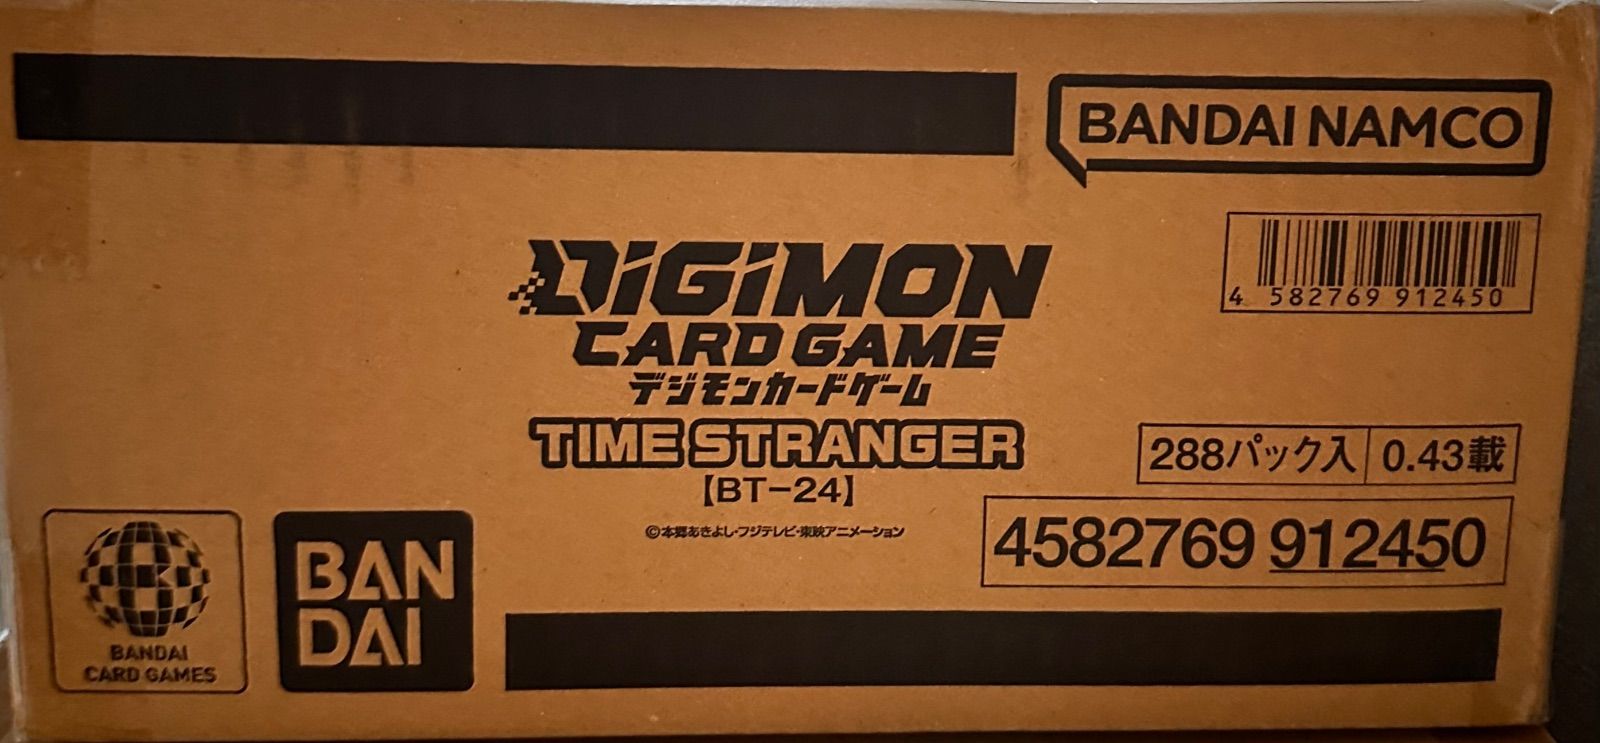 BANDAI NAMCO
4 582769 912450
DIGIMON
CARD GAME
デジモンカードゲーム
TIME STRANGER
【BT-24】
©本郷あきよし・フジテレビ・東映アニメーション
288パック入 0.43載
4582769 912450
BANDAI
CARD GAMES
BAN
DAI